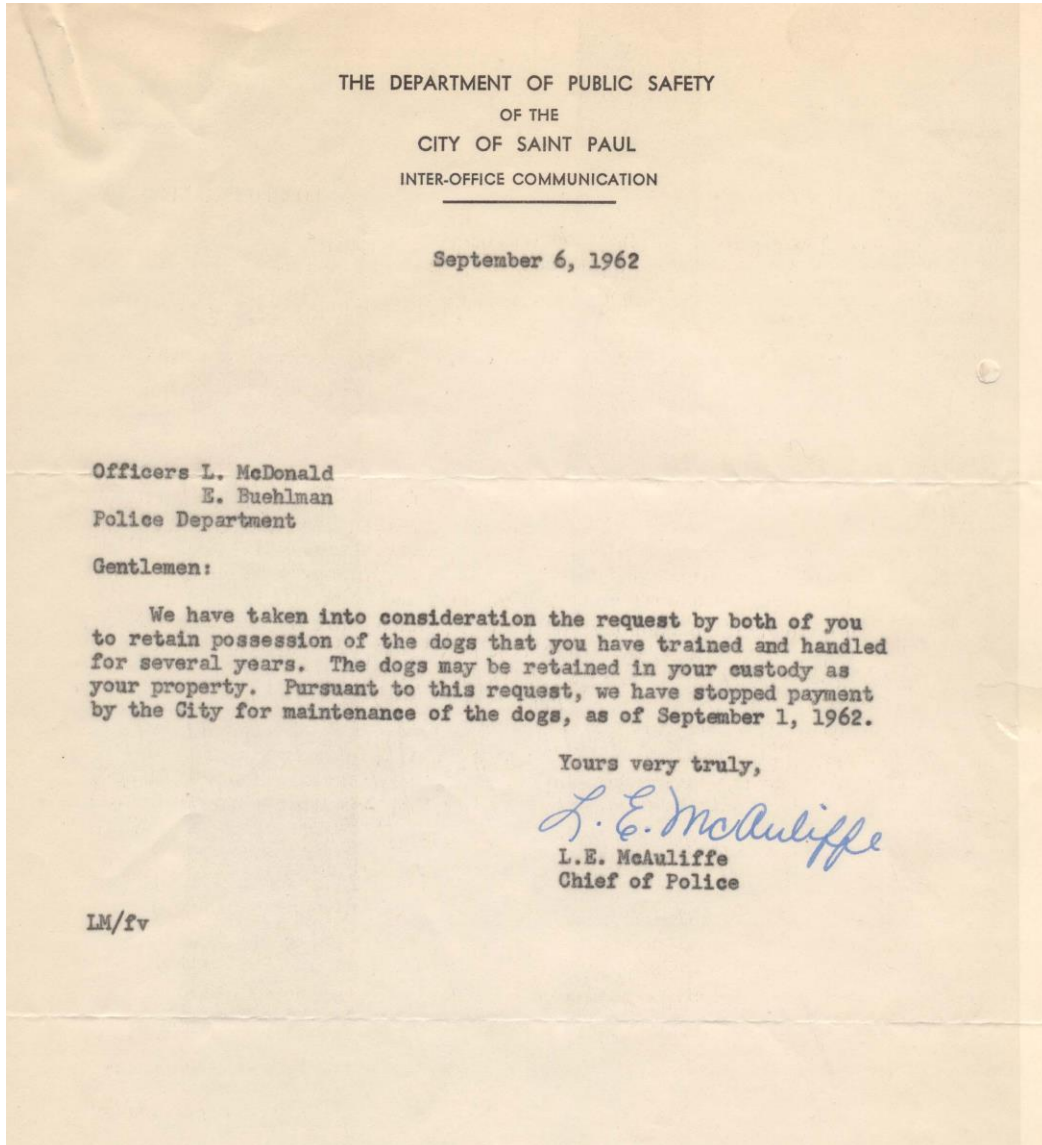 THE DEPARTMENT OF PUBLIC SAFETY
OF THE
CITY OF SAINT PAUL
INTER-OFFICE COMMUNICATION
September 6, 1962
Officers L. McDonald
E. Buehlman
Police Department
Gentlemen:
We have taken into consideration the request by both of you
to retain possession of the dogs that you have trained and handled
for several years. The dogs may be retained in your custody as
your property. Pursuant to this request, we have stopped payment
by the City for maintenance of the dogs, as of September 1, 1962.
Yours very truly,
L. E. McAuliffe
L.E. McAuliffe
Chief of Police
LM/fv